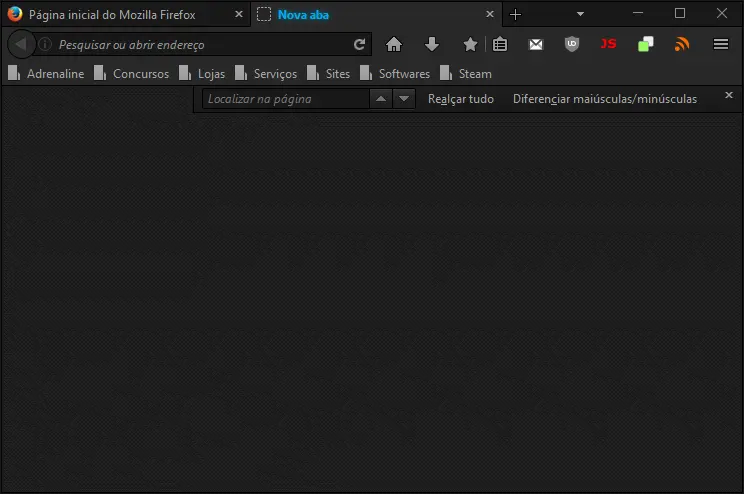 Página inicial do Mozilla Firefox Nova aba
Pesquisar ou abrir endereço UD JS
Adrenaline Concursos Lojas Serviços Sites Softwares Steam
Localizar na página Realçar tudo Diferenciar maiúsculas/minúsculas